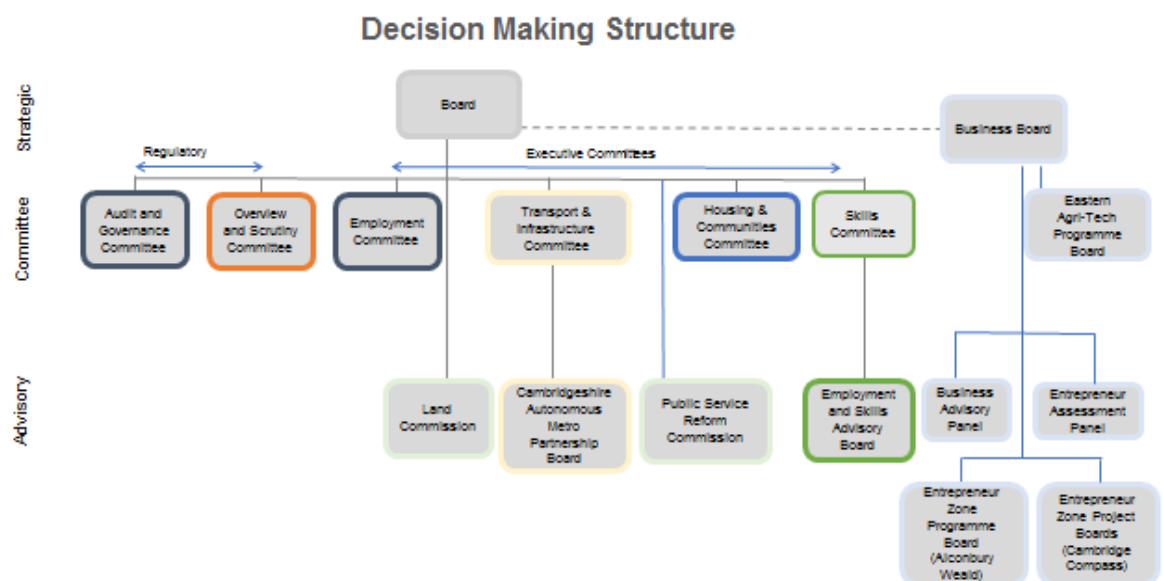 Decision Making Structure
Strategic
Board
Business Board
Regulatory
Executive Committees
Committee
Audit and
Governance
Committee
Overview
and Scrutiny
Committee
Employment
Committee
Transport &
Infrastructure
Committee
Housing &
Communities
Committee
Skills
Committee
Eastern
Agri-Tech
Programme
Board
Advisory
Land
Commission
Cambridgeshire
Autonomous
Metro
Partnership
Board
Public Service
Reform
Commission
Employment
and Skills
Advisory
Board
Business
Advisory
Panel
Entrepreneur
Assessment
Panel
Entrepreneur
Zone
Programme
Board
(Alconbury
Weald)
Entrepreneur
Zone Project
Boards
(Cambridge
Compass)